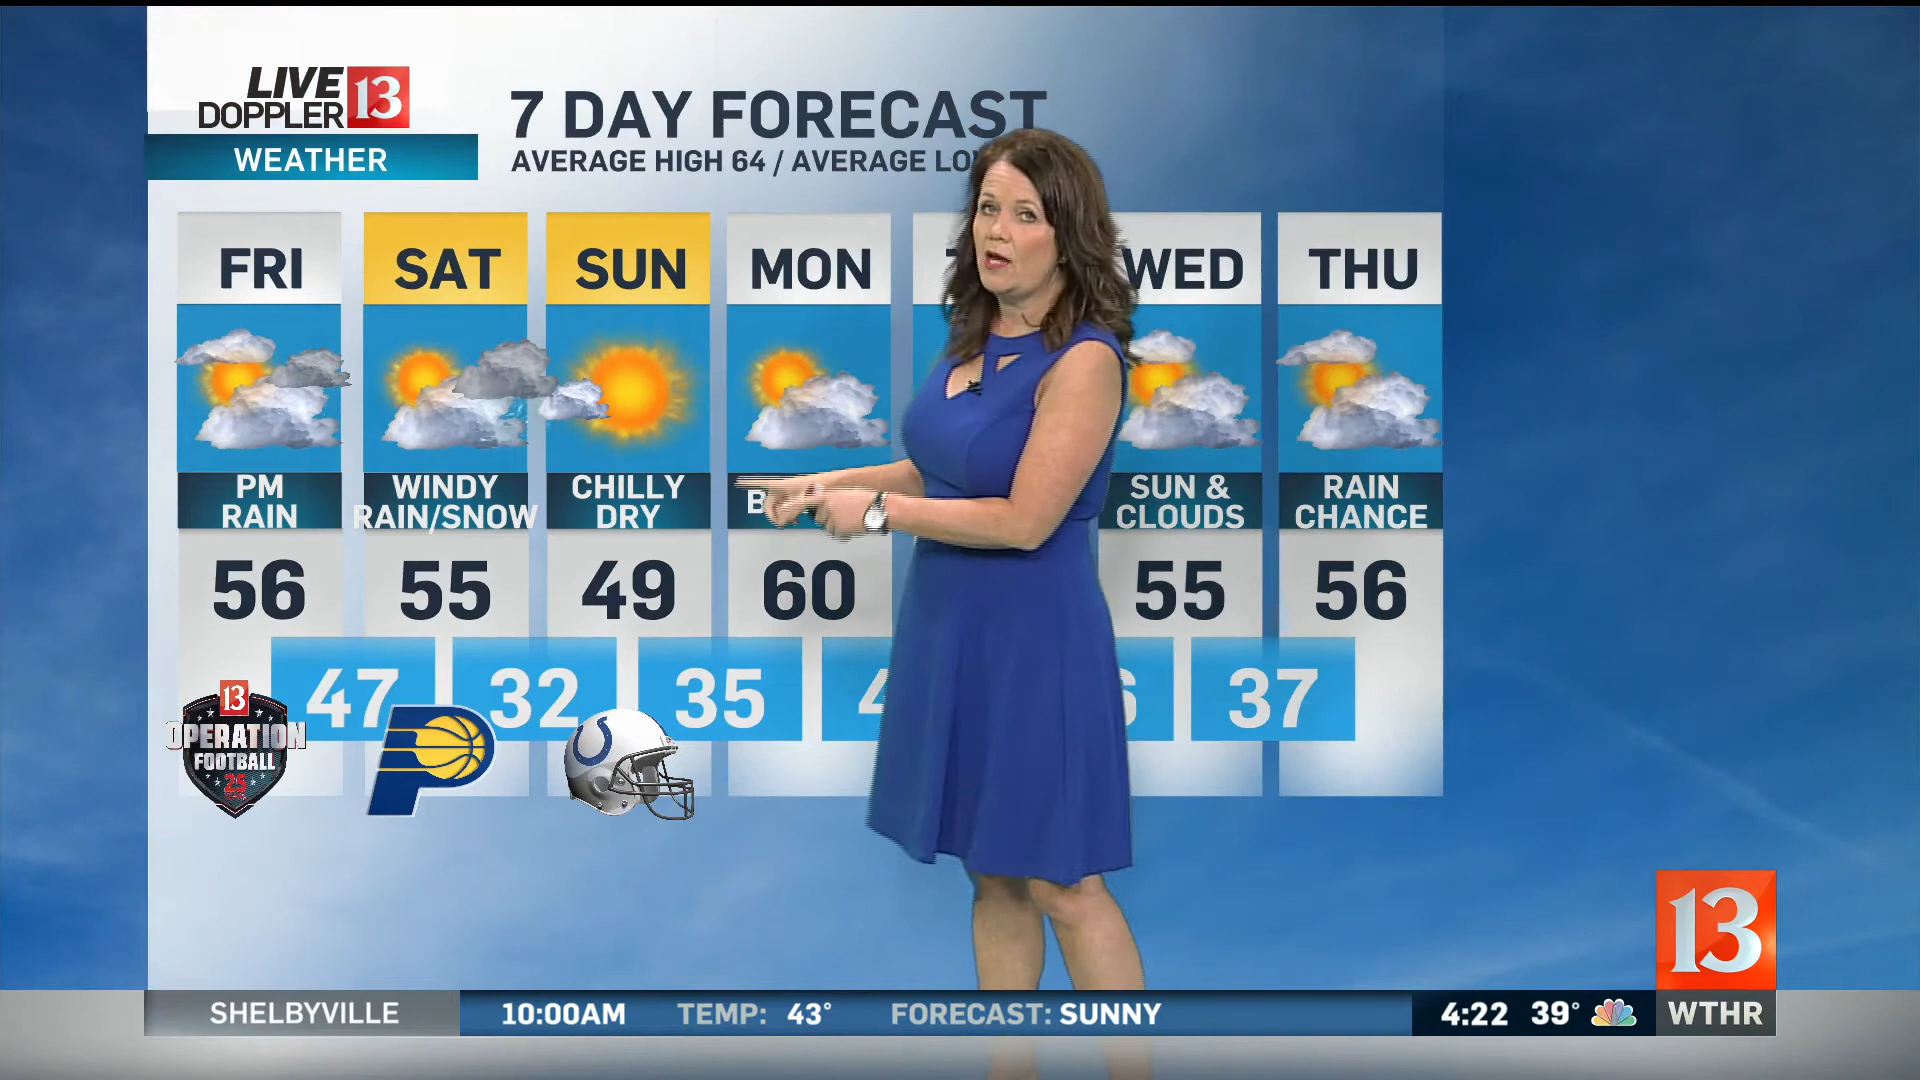 LIVE
DOPPLER 13
WEATHER
7 DAY FORECAST
AVERAGE HIGH 64 / AVERAGE
FRI
SAT
SUN
MON
WED
THU
PM
RAIN
WINDY
RAIN/SNOW
CHILLY
DRY
SUN &
CLOUDS
RAIN
CHANCE
56
55
49
60
55
56
47
32
35
37
13
OPERATION
FOOTBALL
25
13
SHELBYVILLE
10:00AM
TEMP: 43°
FORECAST: SUNNY
4:22 39°
WTHR